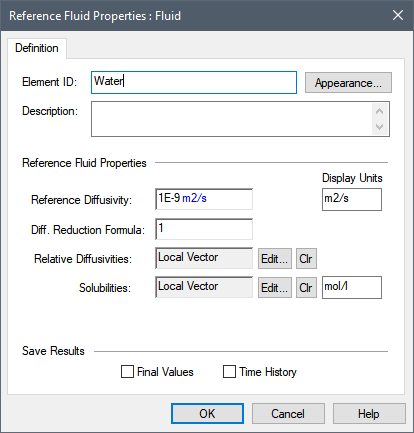 Reference Fluid Properties : Fluid
Definition
Element ID: Water Appearance...
Description:
Reference Fluid Properties
Display Units
Reference Diffusivity: 1E-9 m2/s m2/s
Diff. Reduction Formula: 1
Relative Diffusivities: Local Vector Edit... Clr
Solubilities: Local Vector Edit... Clr mol/l
Save Results
Final Values Time History
OK Cancel Help